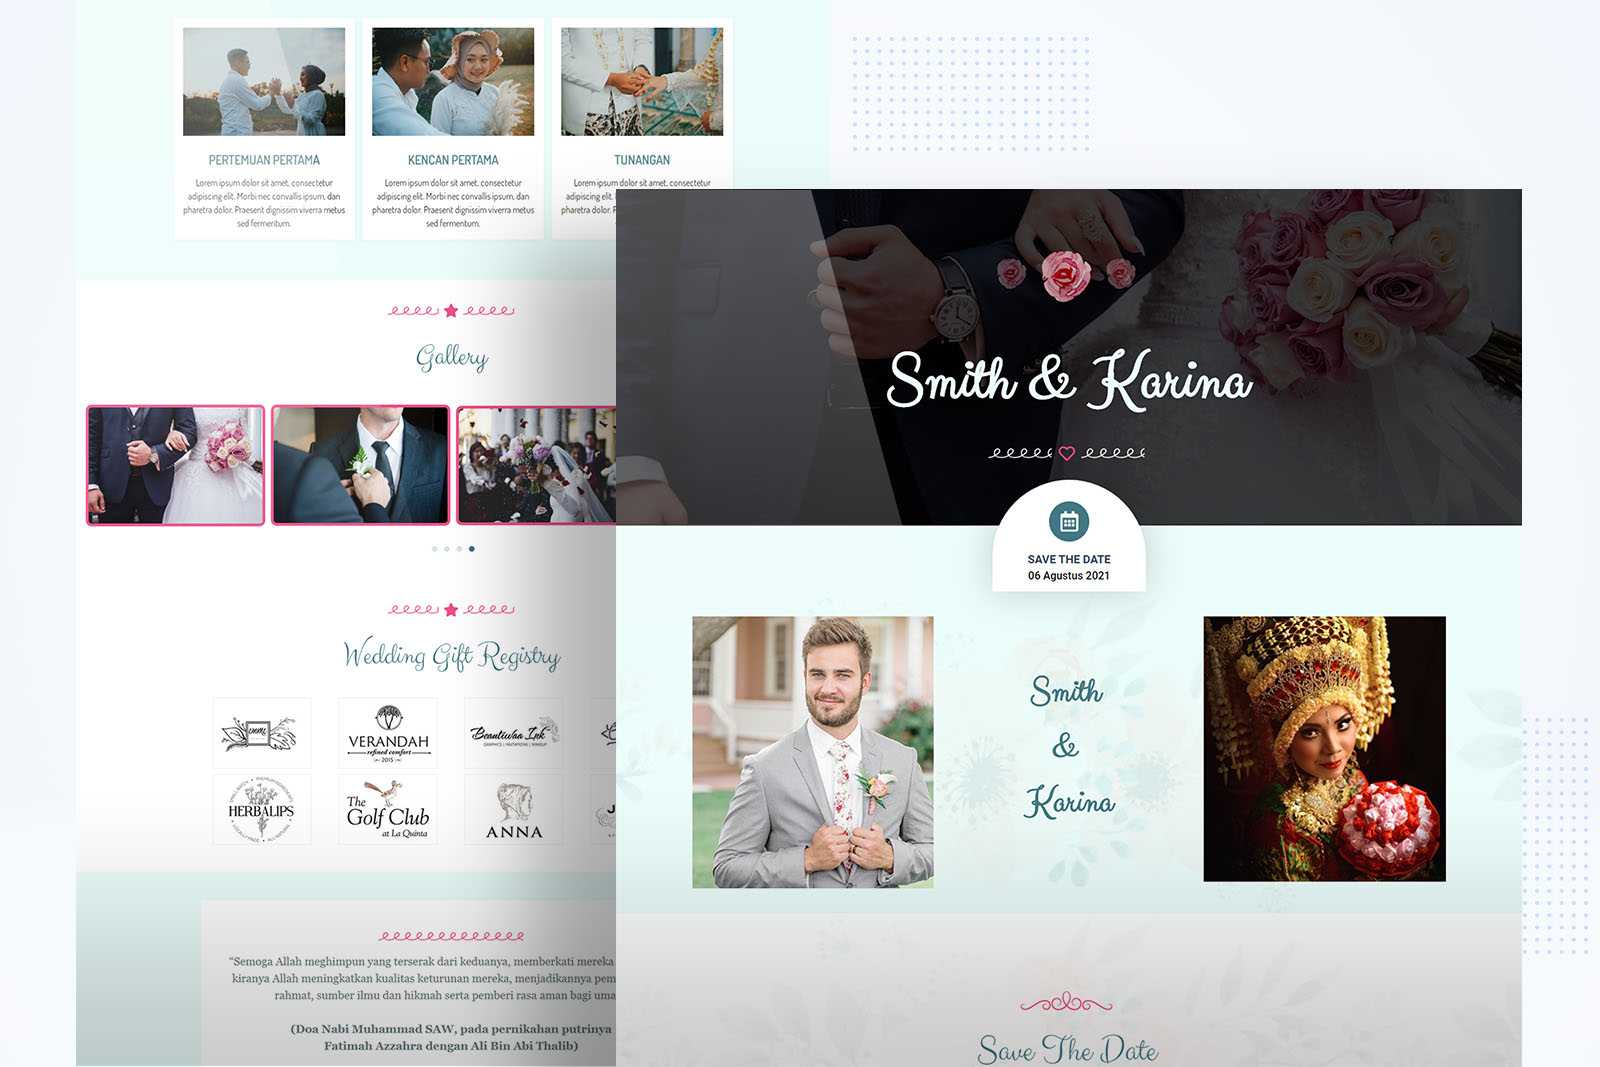 PERTEMUAN PERTAMA
Lorem ipsum dolor sit amet, consectetur
adipiscing elit. Morbi nec convallis ipsum, dan
pharetra dolor. Praesent dignissim viverra metus
sed fermentum.
KENCAN PERTAMA
Lorem ipsum dolor sit amet, consectetur
adipiscing elit. Morbi nec convallis ipsum, dan
pharetra dolor. Praesent dignissim viverra metus
sed fermentum.
TUNANGAN
Lorem ipsum dolor sit amet, consectetur
adipiscing elit.
pharetra dolor.
Gallery
Wedding Gift Registry
VERANDAH
refined comfort
2015
Beautiwaa Ink
GRAPHICS | INVITATIONS | MAKEUP
HERBALIPS
The
Golf Club
at La Quinta
ANNA
“Semoga Allah meghimpun yang terserak dari keduanya, memberkati mereka
kiranya Allah meningkatkan kualitas keturunan mereka, menjadikannya pem
rahmat, sumber ilmu dan hikmah serta pemberi rasa aman bagi uma
(Doa Nabi Muhammad SAW, pada pernikahan putrinya
Fatimah Azzahra dengan Ali Bin Abi Thalib)
Smith & Karina
SAVE THE DATE
06 Agustus 2021
Smith
&
Karina
Save The Date